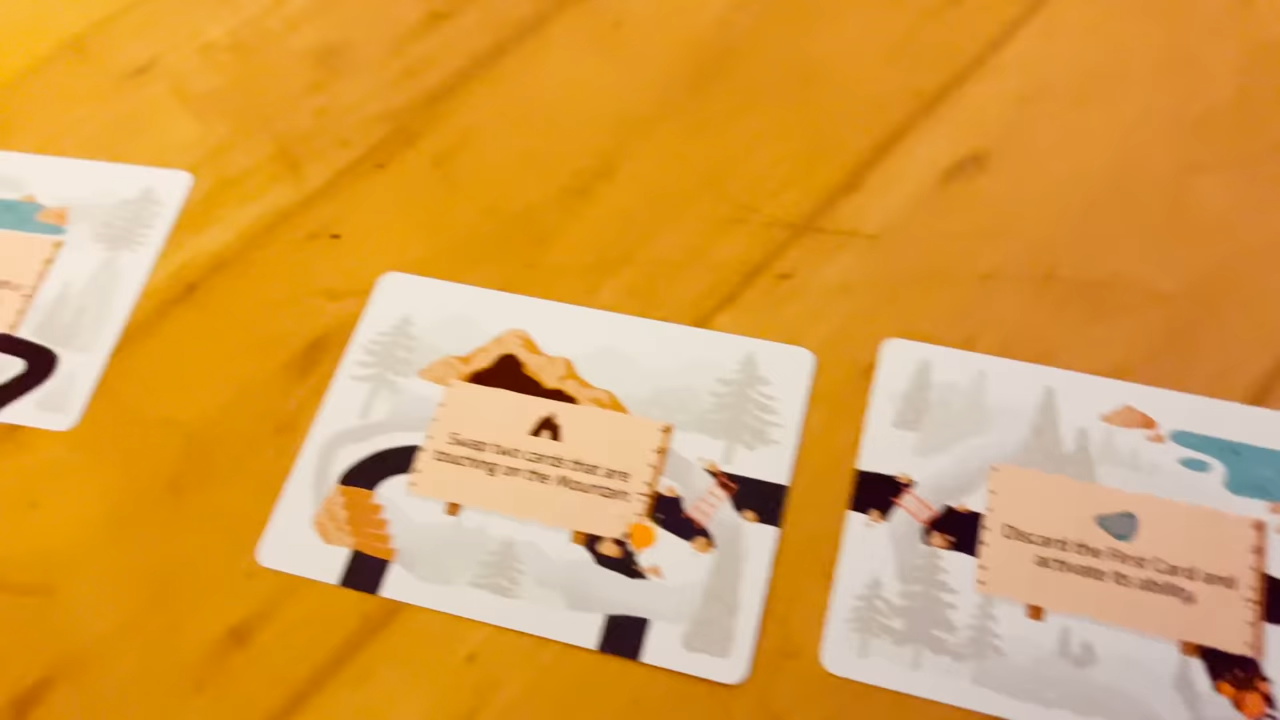 Swap two cards that are
touching on the Mountain
Discard the First Card and
activate its ability